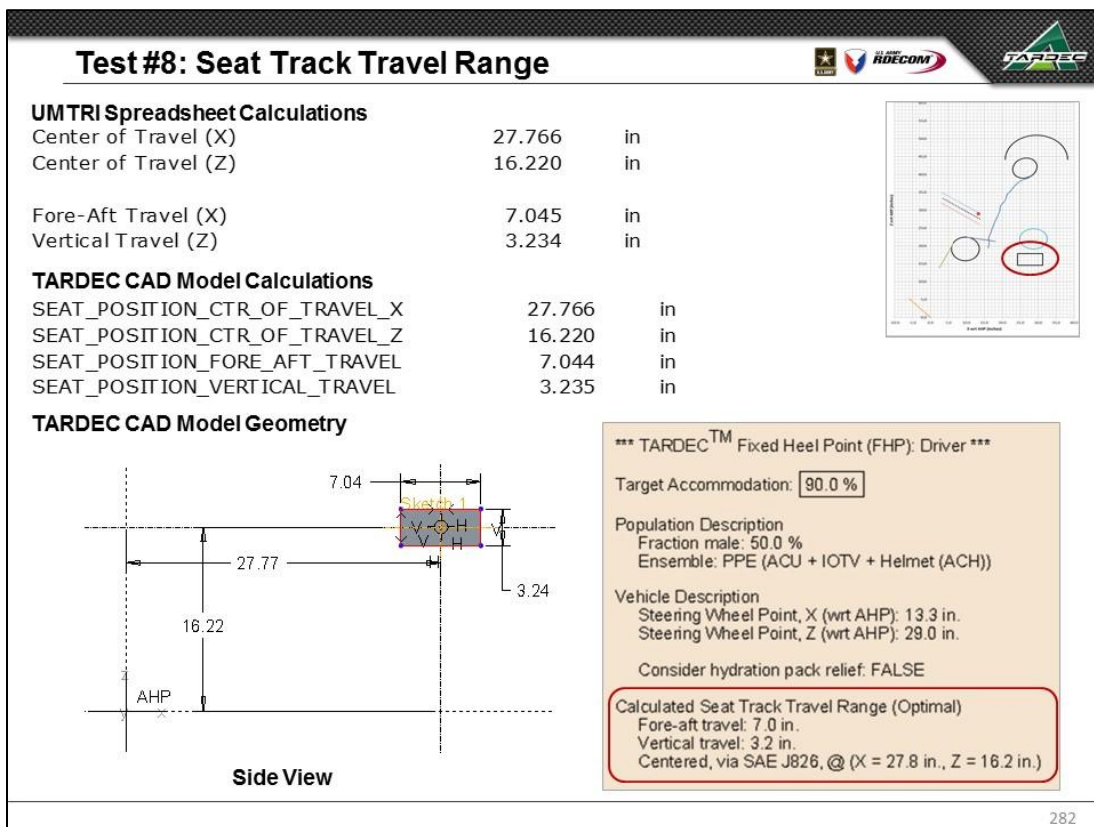 Test #8: Seat Track Travel Range
U.S. ARMY
U.S. ARMY
RDECOM
TARDEC
UMTRI Spreadsheet Calculations
Center of Travel (X) 27.766 in
Center of Travel (Z) 16.220 in
Fore-Aft Travel (X) 7.045 in
Vertical Travel (Z) 3.234 in
TARDEC CAD Model Calculations
SEAT_POSITION_CTR_OF_TRAVEL_X 27.766 in
SEAT_POSITION_CTR_OF_TRAVEL_Z 16.220 in
SEAT_POSITION_FORE_AFT_TRAVEL 7.044 in
SEAT_POSITION_VERTICAL_TRAVEL 3.235 in
TARDEC CAD Model Geometry
7.04
Sketch 1
V H V
V H
H
27.77
3.24
16.22
Z
AHP
Y X
Side View
*** TARDEC™ Fixed Heel Point (FHP): Driver ***
Target Accommodation: 90.0 %
Population Description
Fraction male: 50.0 %
Ensemble: PPE (ACU + IOTV + Helmet (ACH))
Vehicle Description
Steering Wheel Point, X (wrt AHP): 13.3 in.
Steering Wheel Point, Z (wrt AHP): 29.0 in.
Consider hydration pack relief: FALSE
Calculated Seat Track Travel Range (Optimal)
Fore-aft travel: 7.0 in.
Vertical travel: 3.2 in.
Centered, via SAE J826, @ (X = 27.8 in., Z = 16.2 in.)
282